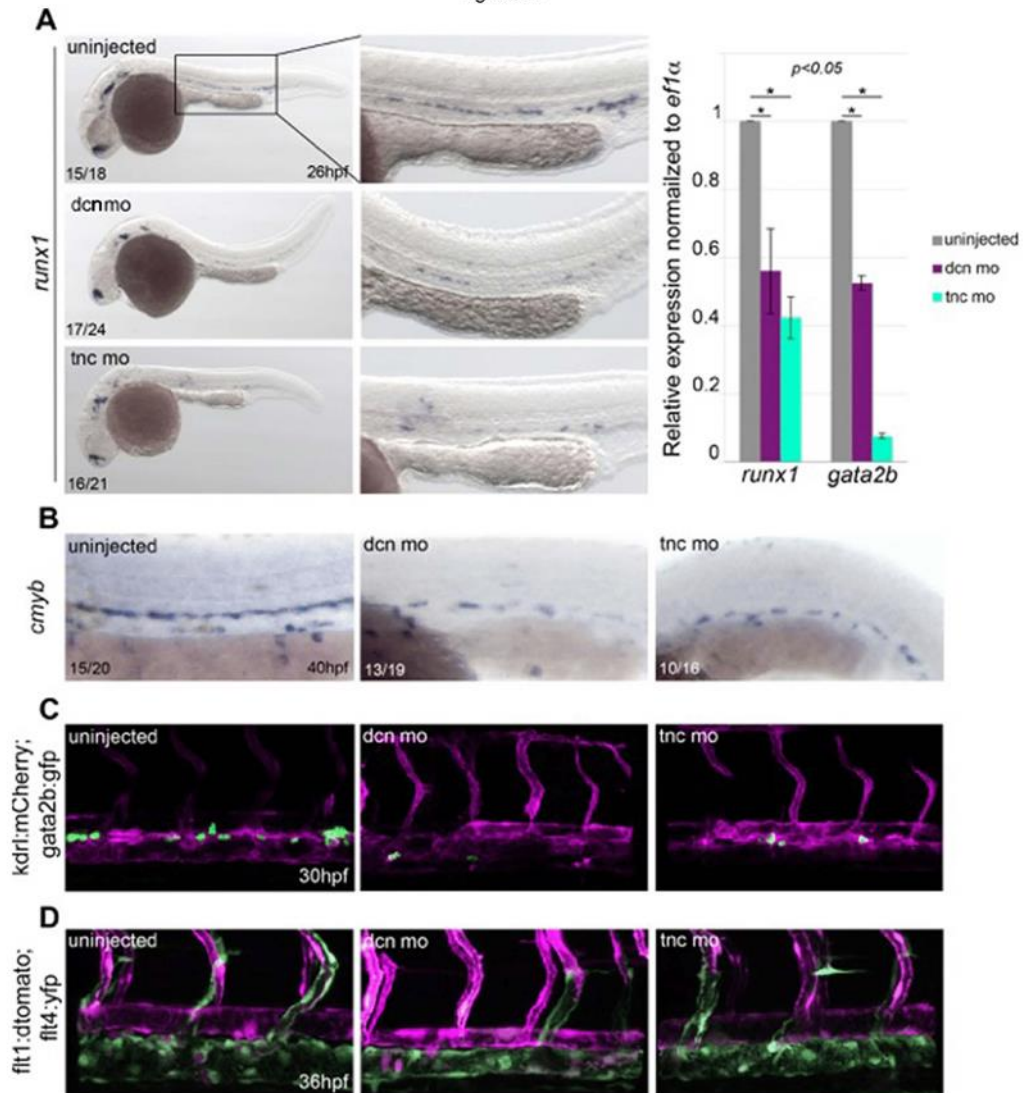 A
uninjected
15/18
26hpf
dcn mo
17/24
tnc mo
16/21
runx1
Relative expression normailzed to ef1α
p<0.05
*
*
*
*
1
0.8
0.6
0.4
0.2
0
runx1
gata2b
uninjected
dcn mo
tnc mo
B
cmyb
uninjected
15/20
40hpf
dcn mo
13/19
tnc mo
10/16
C
kdrl:mCherry;
gata2b:gfp
uninjected
30hpf
dcn mo
tnc mo
D
flt1:dtomato;
flt4:yfp
uninjected
36hpf
dcn mo
tnc mo